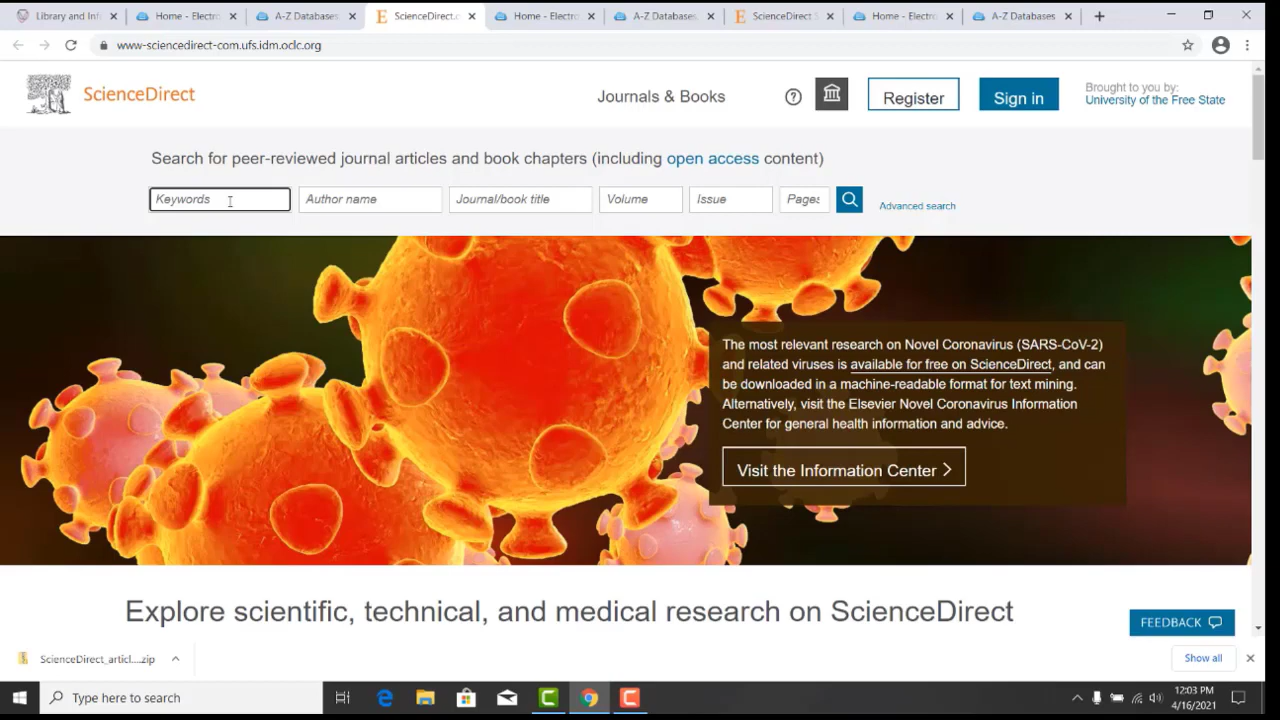 Library and Inf
Home - Electro
A-Z Databases
ScienceDirect.c
Home - Electro
A-Z Databases
ScienceDirect S
Home - Electro
A-Z Databases
www-sciencedirect-com.ufs.idm.oclc.org
ScienceDirect
Journals & Books
Register
Sign in
Brought to you by:
University of the Free State
Search for peer-reviewed journal articles and book chapters (including open access content)
Keywords
Author name
Journal/book title
Volume
Issue
Pages
Advanced search
The most relevant research on Novel Coronavirus (SARS-CoV-2)
and related viruses is available for free on ScienceDirect, and can
be downloaded in a machine-readable format for text mining.
Alternatively, visit the Elsevier Novel Coronavirus Information
Center for general health information and advice.
Visit the Information Center
Explore scientific, technical, and medical research on ScienceDirect
FEEDBACK
ScienceDirect_articl....zip
Show all
Type here to search
12:03 PM
4/16/2021